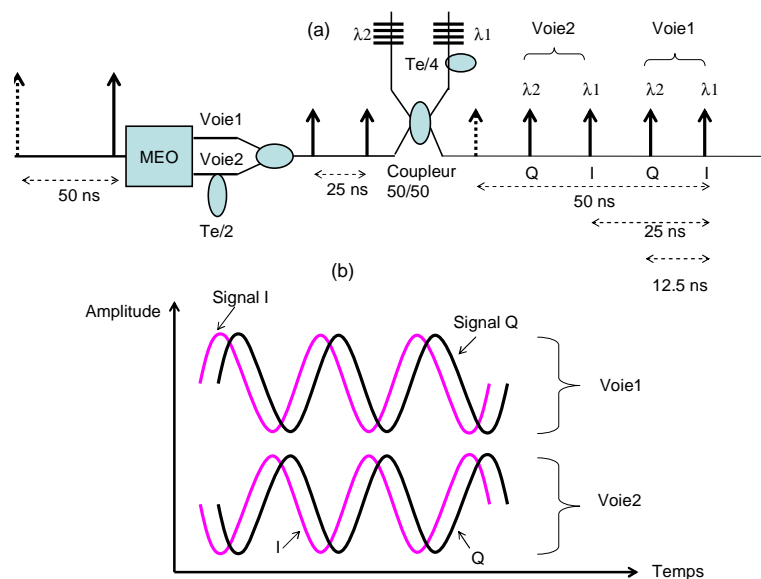 (a)
λ2
λ1
Te/4
Voie2
Voie1
λ2
λ1
λ2
λ1
Voie1
MEO
Voie2
Te/2
50 ns
25 ns
Coupleur
50/50
Q
I
Q
I
50 ns
25 ns
12.5 ns
(b)
Amplitude
Signal I
Signal Q
Voie1
Voie2
I
Q
Temps